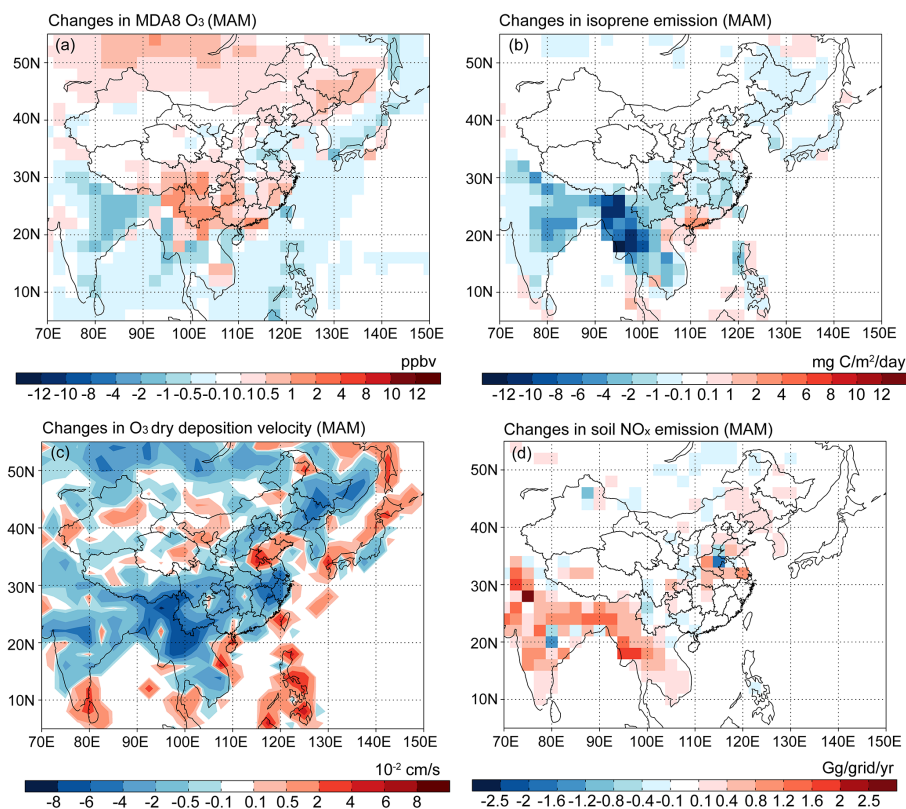 Changes in MDA8 O₃ (MAM)
(a)
50N
40N
30N
20N
10N
70E 80E 90E 100E 110E 120E 130E 140E 150E
ppbv
-12 -10 -8 -4 -2 -1 -0.1 0.1 0.5 1 2 4 8 10 12
Changes in isoprene emission (MAM)
(b)
50N
40N
30N
20N
10N
70E 80E 90E 100E 110E 120E 130E 140E 150E
mg C/m²/day
-12 -10 -8 -4 -2 -1 -0.1 0.1 0.5 1 2 4 6 8 10 12
Changes in O₃ dry deposition velocity (MAM)
(c)
50N
40N
30N
20N
10N
70E 80E 90E 100E 110E 120E 130E 140E 150E
10⁻² cm/s
-8 -6 -4 -2 -0.5 -0.1 0.1 0.5 2 4 6 8
Changes in soil NOₓ emission (MAM)
(d)
50N
40N
30N
20N
10N
70E 80E 90E 100E 110E 120E 130E 140E 150E
Gg/grid/yr
-2.5 -2 -1.6 -1.2 -1 -0.4 -0.1 0.1 0.4 0.12 1.6 2 2.5